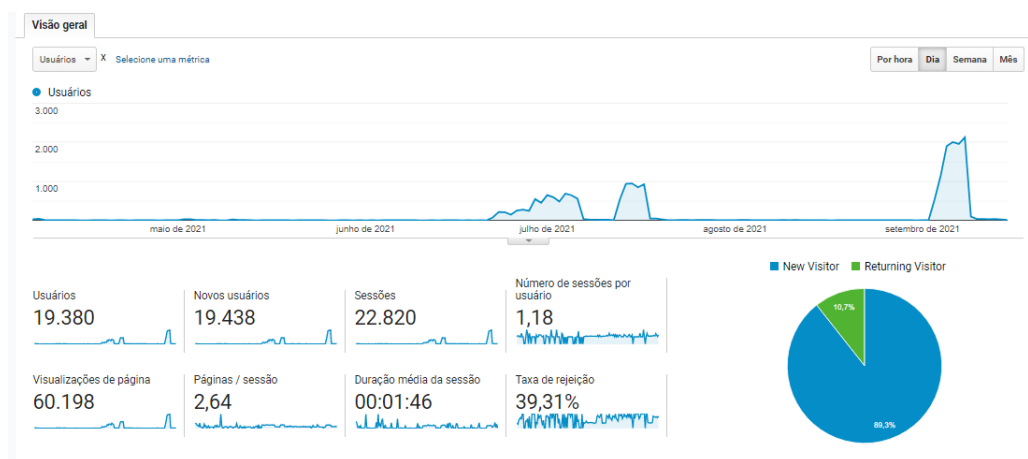 Visão geral
Usuários
X
Selecione uma métrica
Por hora
Dia
Semana
Mês
Usuários
3.000
2.000
1.000
maio de 2021
junho de 2021
julho de 2021
agosto de 2021
setembro de 2021
New Visitor
Returning Visitor
Usuários
19.380
Novos usuários
19.438
Sessões
22.820
Número de sessões por
usuário
1,18
Visualizações de página
60.198
Páginas / sessão
2,64
Duração média da sessão
00:01:46
Taxa de rejeição
39,31%
10,7%
89,3%